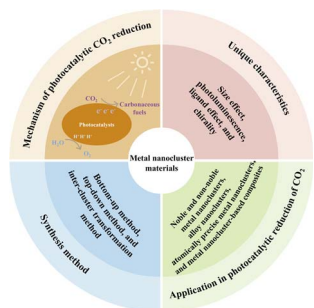 Mechanism of photocatalytic CO₂ reduction
CO₂
Carbonaceous
fuels
Photocatalysts
H₂O
O₂
Unique characteristics
Size effect,
photoluminescence,
ligand effect, and
chirality
Metal nanocluster
materials
Synthesis method
Bottom-up method,
top-down method, and
inter-cluster transformation
method
Application in photocatalytic reduction of CO₂
Noble and non-noble
metal nanoclusters,
alloy nanoclusters,
atomically precise metal nanoclusters,
and metal nanocluster-based composites